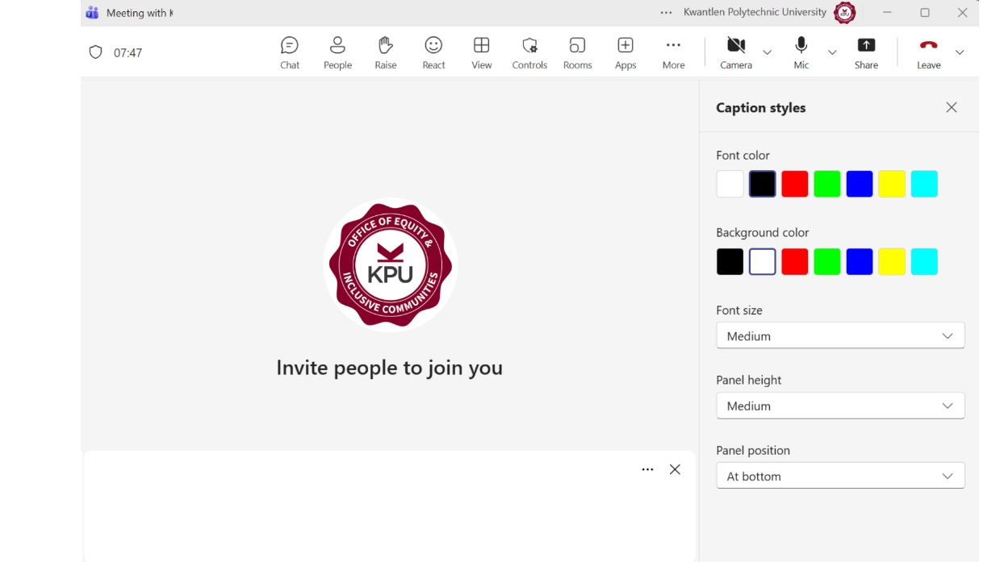 Meeting with K
Kwantlen Polytechnic University
07:47
Chat
People
Raise
React
View
Controls
Rooms
Apps
More
Camera
Mic
Share
Leave
Caption styles
Font color
Background color
Font size
Medium
Panel height
Medium
Panel position
At bottom
OFFICE OF EQUITY &
KPU
INCLUSIVE COMMUNITIES
Invite people to join you